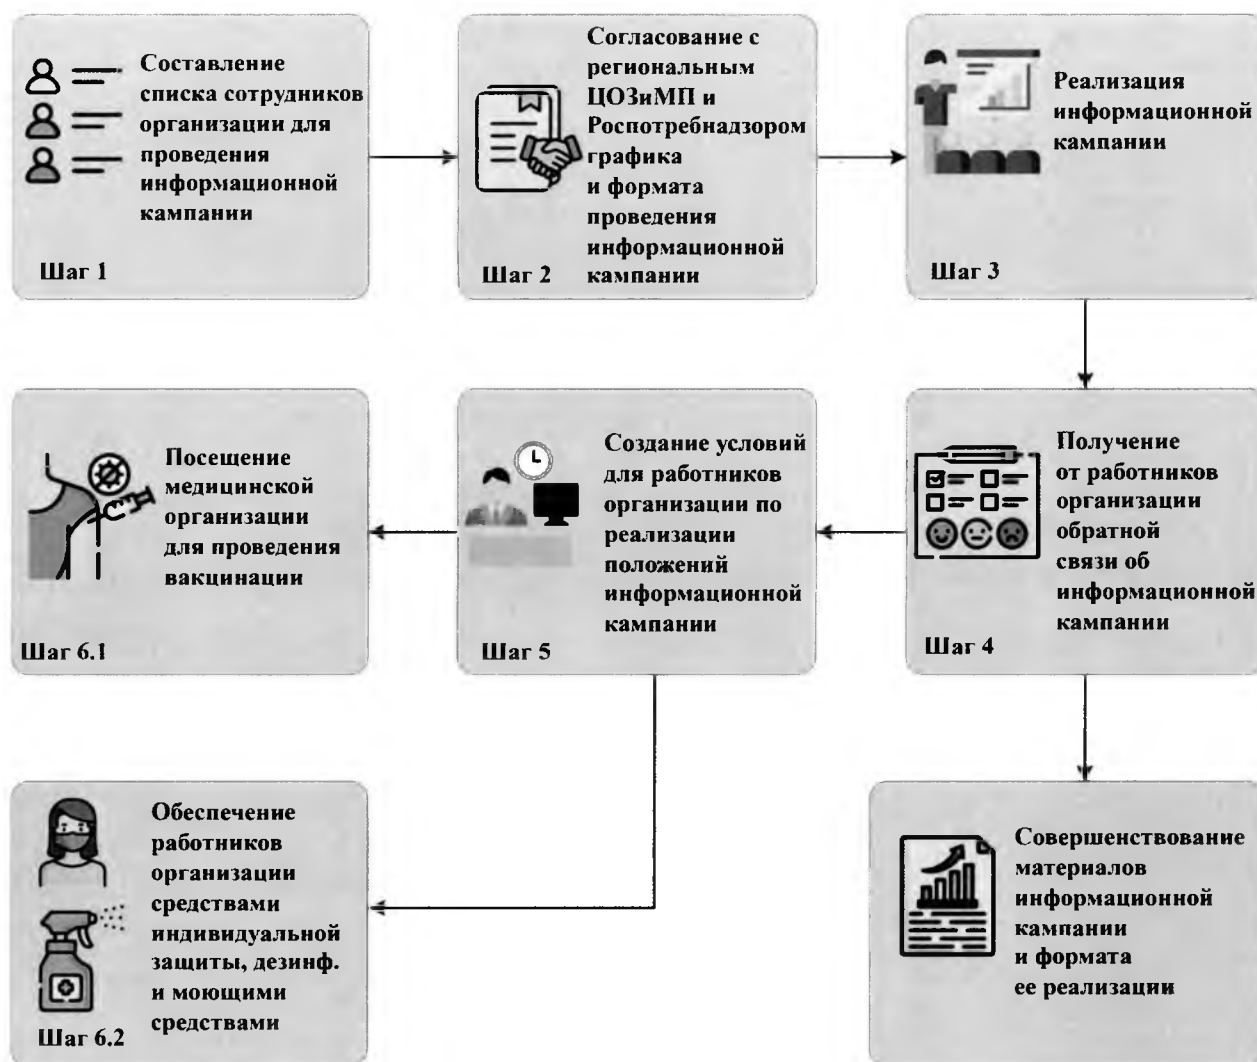 Составление
списка сотрудников
организации для
проведения
информационной
кампании
Шаг 1
Согласование с
региональным
ЦОЗиМП и
Роспотребнадзором
графика
и формата
проведения
информационной
кампании
Шаг 2
Реализация
информационной
кампании
Шаг 3
Получение
от работников
организации
обратной
связи об
информационной
кампании
Шаг 4
Создание условий
для работников
организации по
реализации
положений
информационной
кампании
Шаг 5
Посещение
медицинской
организации
для проведения
вакцинации
Шаг 6.1
Обеспечение
работников
организации
средствами
индивидуальной
защиты, дезинф.
и моющими
средствами
Шаг 6.2
Совершенствование
материалов
информационной
кампании
и формата
ее реализации